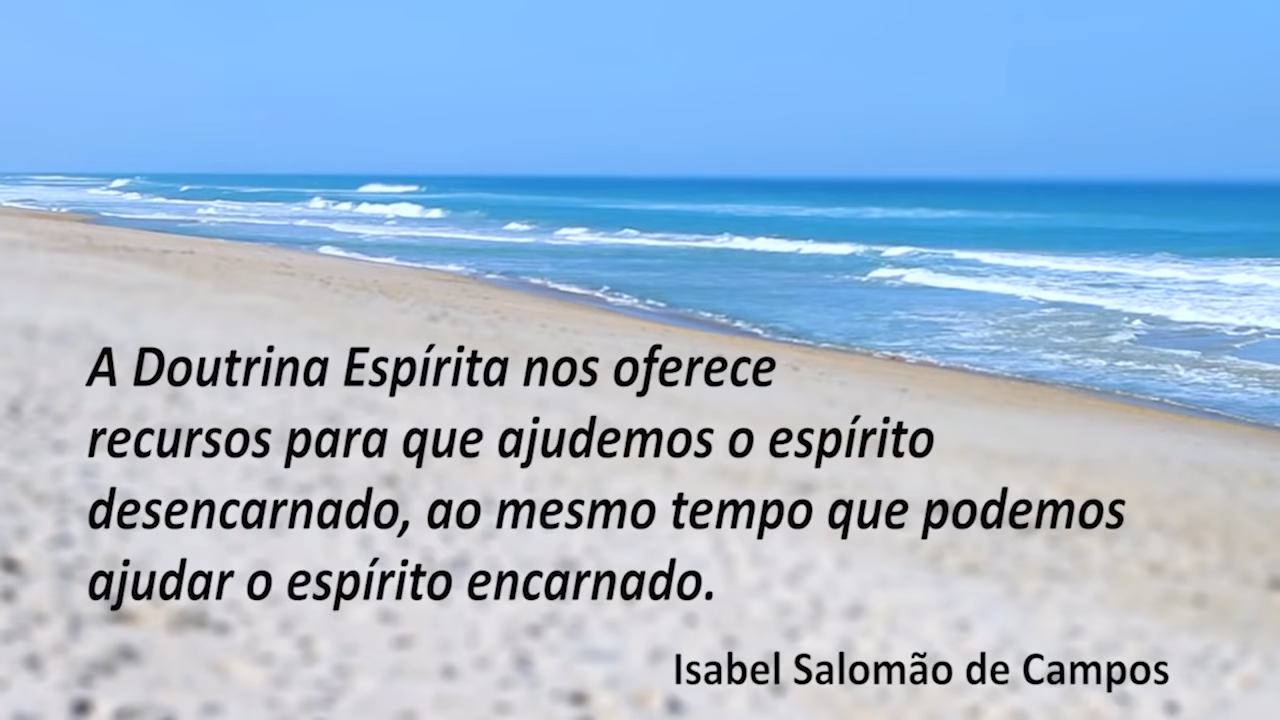 A Doutrina Espírita nos oferece
recursos para que ajudemos o espírito
desencarnado, ao mesmo tempo que podemos
ajudar o espírito encarnado.
Isabel Salomão de Campos